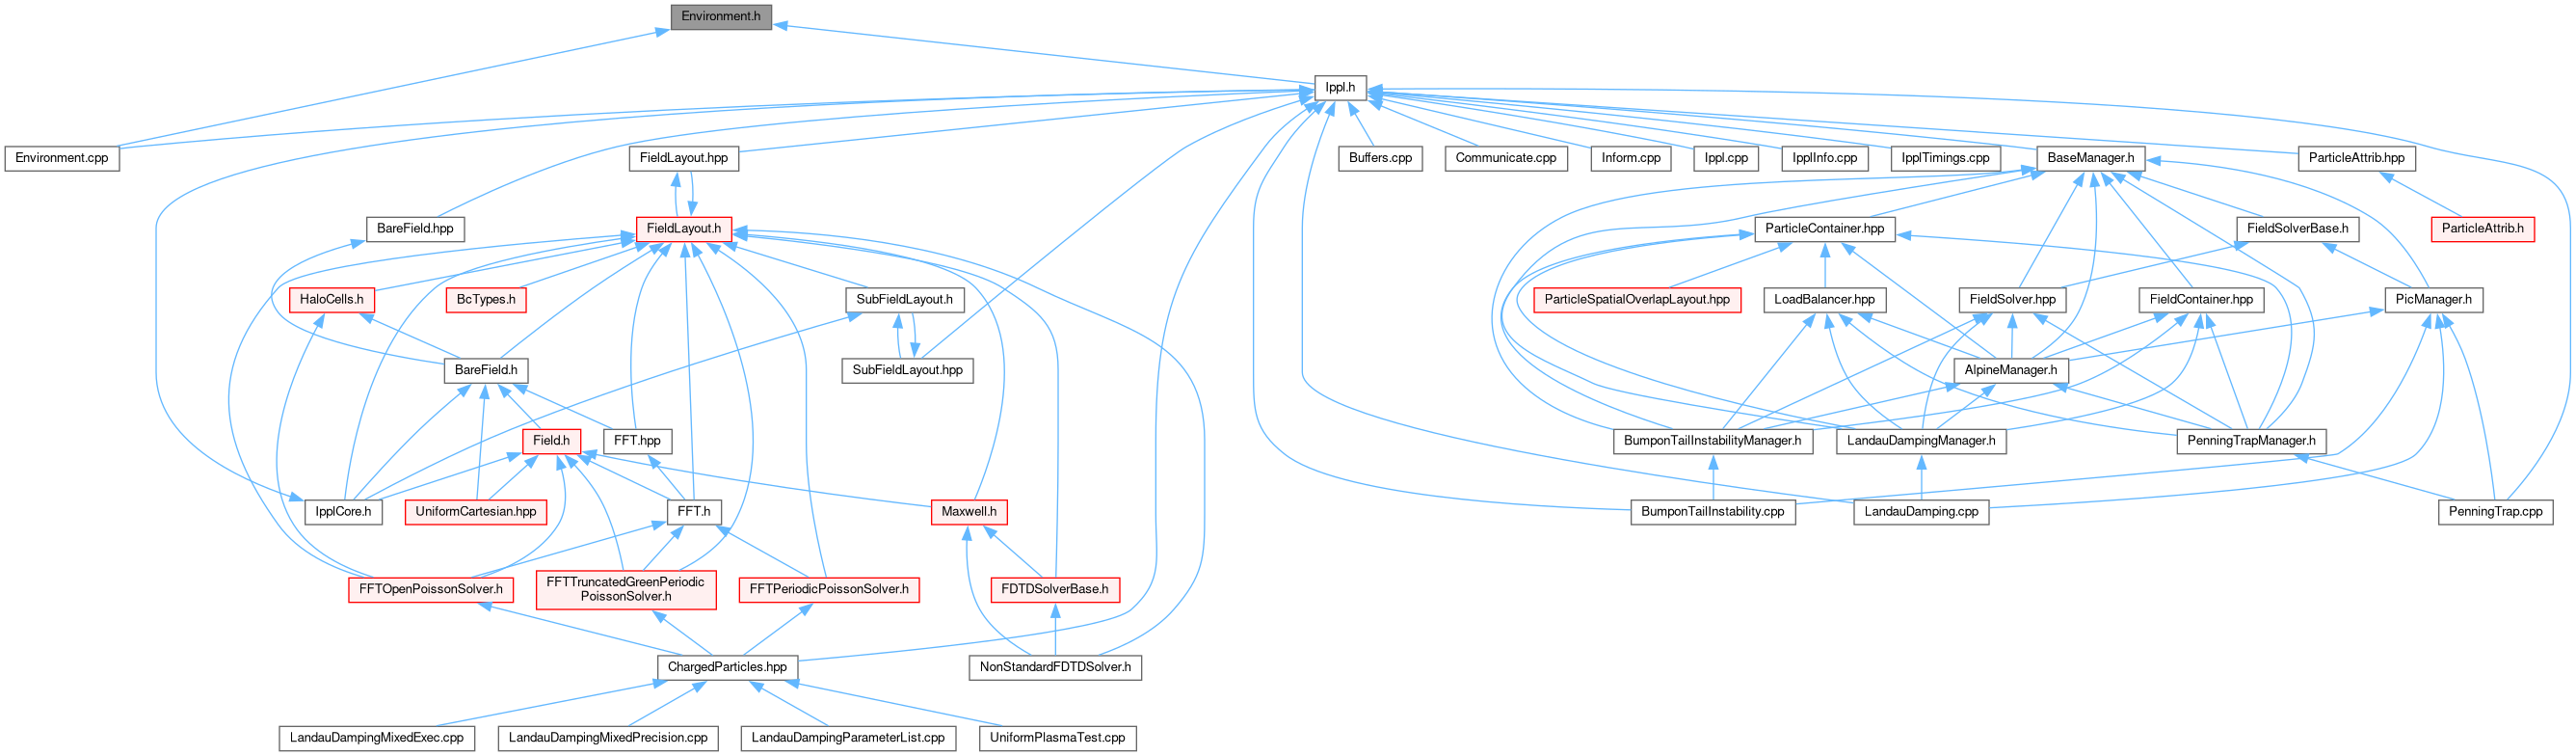 Environment.h
Ippl.h
Environment.cpp
FieldLayout.hpp
Buffers.cpp
Communicate.cpp
Inform.cpp
Ippl.cpp
IpplInfo.cpp
IpplTimings.cpp
BaseManager.h
ParticleAttrib.hpp
BareField.hpp
FieldLayout.h
ParticleContainer.hpp
FieldSolverBase.h
ParticleAttrib.h
HaloCells.h
BcTypes.h
SubFieldLayout.h
ParticleSpatialOverlapLayout.hpp
LoadBalancer.hpp
FieldSolver.hpp
FieldContainer.hpp
PicManager.h
BareField.h
SubFieldLayout.hpp
AlpineManager.h
Field.h
FFT.hpp
BumponTailInstabilityManager.h
LandauDampingManager.h
PenningTrapManager.h
IpplCore.h
UniformCartesian.hpp
FFT.h
Maxwell.h
BumponTailInstability.cpp
LandauDamping.cpp
PenningTrap.cpp
FFTOpenPoissonSolver.h
FFTTruncatedGreenPeriodic
PoissonSolver.h
FFTPeriodicPoissonSolver.h
FDTDSolverBase.h
ChargedParticles.hpp
NonStandardFDTDSolver.h
LandauDampingMixedExec.cpp
LandauDampingMixedPrecision.cpp
LandauDampingParameterList.cpp
UniformPlasmaTest.cpp